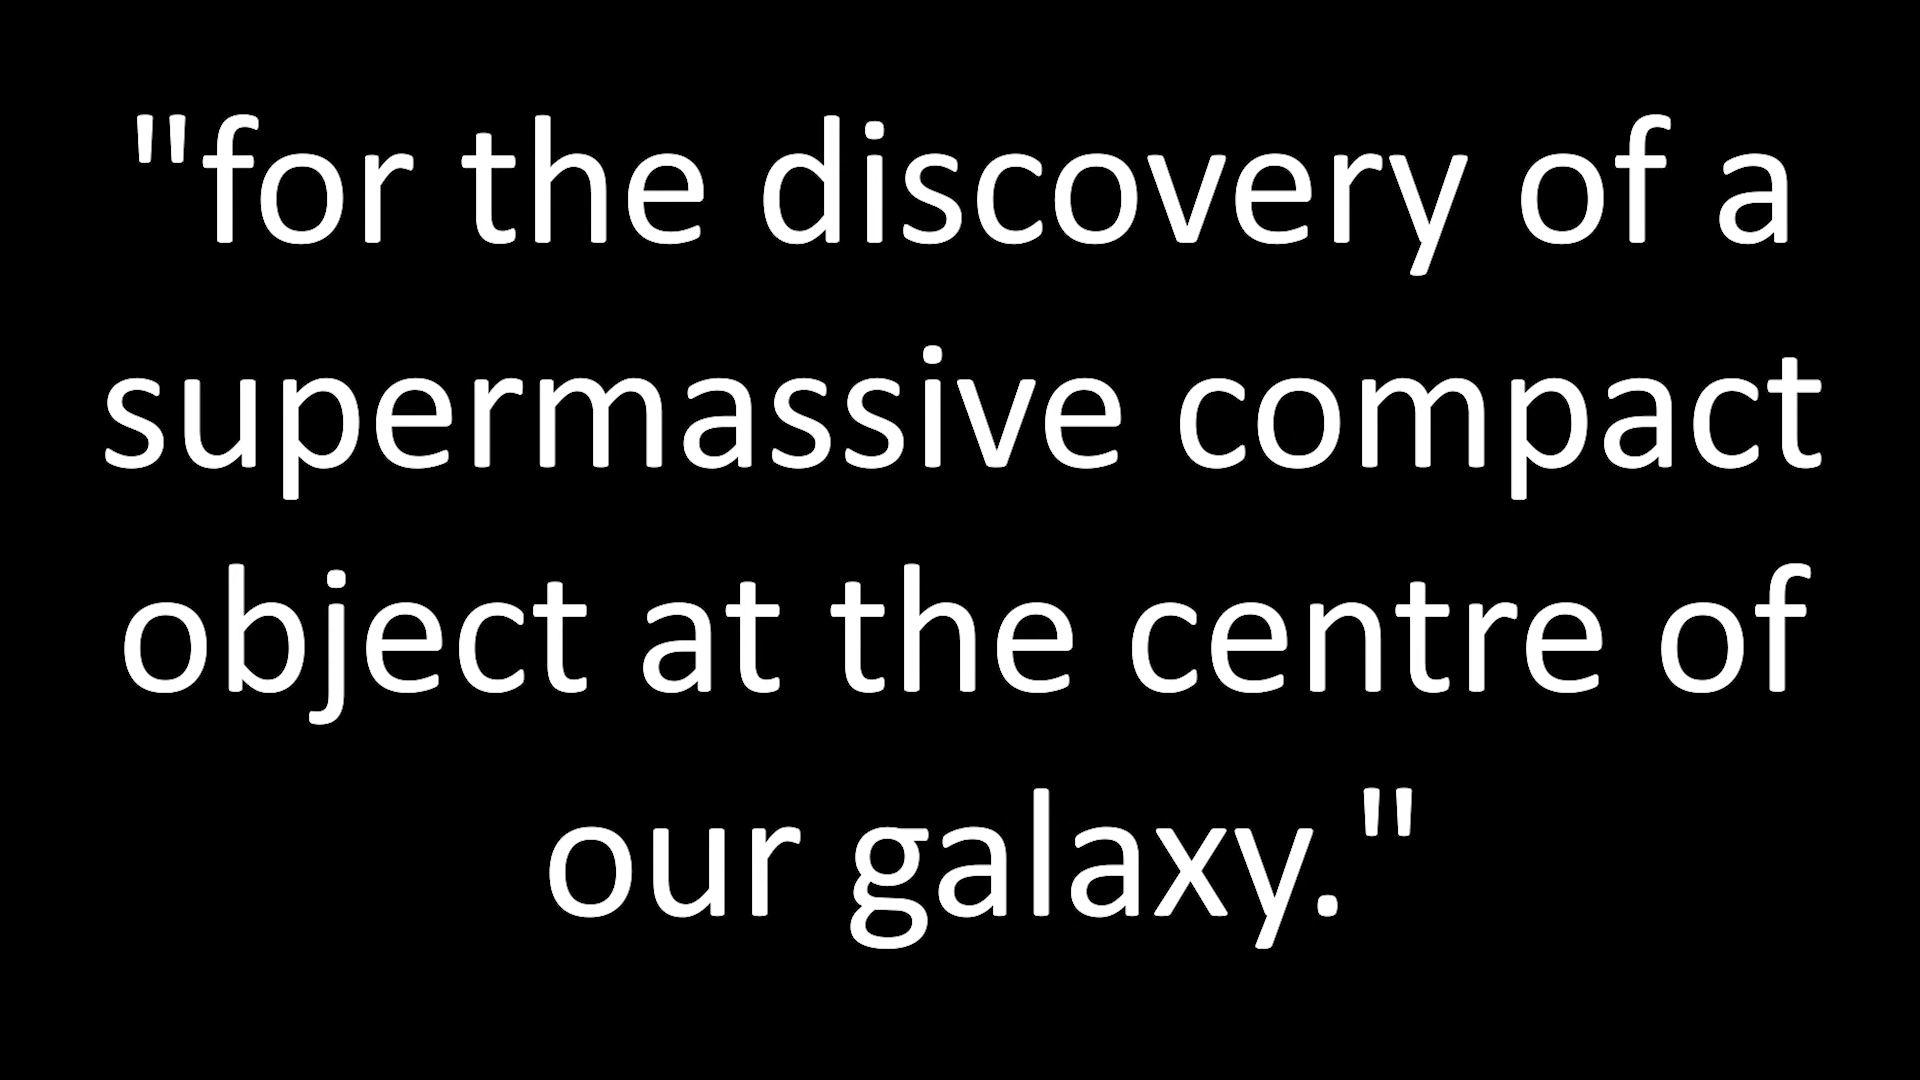 "for the discovery of a
supermassive compact
object at the centre of
our galaxy."